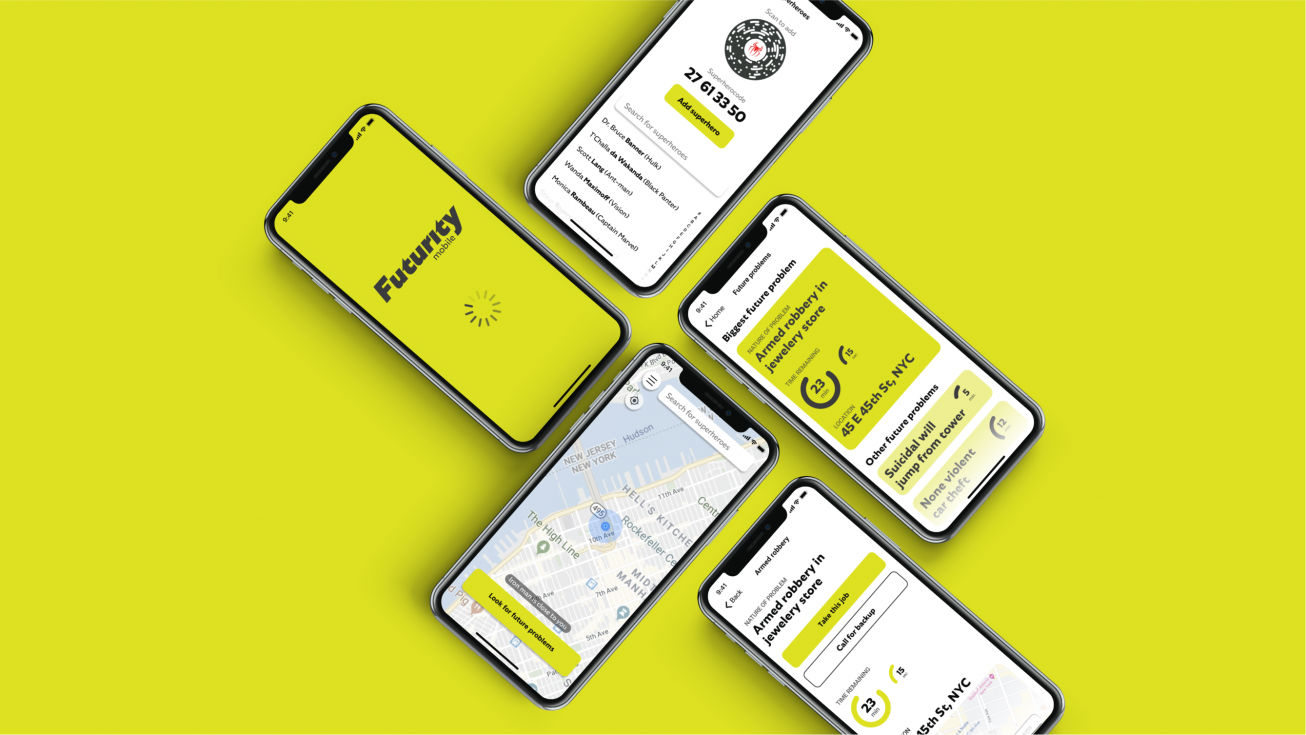 Superheroes
Scan to add
Superherocode
27 61 33 50
Add superhero
Search for superheroes
Dr. Bruce Banner (Hulk)
T'Challa da Wakanda (Black Panter)
Scott Lang (Ant-man)
Wanda Maximoff (Vision)
Monica Rambeau (Captain Marvel)
9:41
Futurity
mobile
9:41
Home
Future problems
Biggest future problem
NATURE OF PROBLEM
Armed robbery in
jewelery store
TIME REMAINING
23
min
15
LOCATION
45 E 45th St, NYC
Other future problems
Suicidal will
jump from tower
5
min
None violent
car theft
12
9:41
Search for superheroes
Hudson
NEW JERSEY
NEW YORK
495
11th Ave
HELL'S KITCHE
Cent
The High Line
10th Ave
Rockefeller Ce
MIDT
MANH
7th Ave
5th Ave
Iron man is close to you
Look for future problems
9:41
Back
Armed robbery
NATURE OF PROBLEM
Armed robbery in
jewelery store
Take this job
Call for backup
TIME REMAINING
23
min
15
45th St, NYC